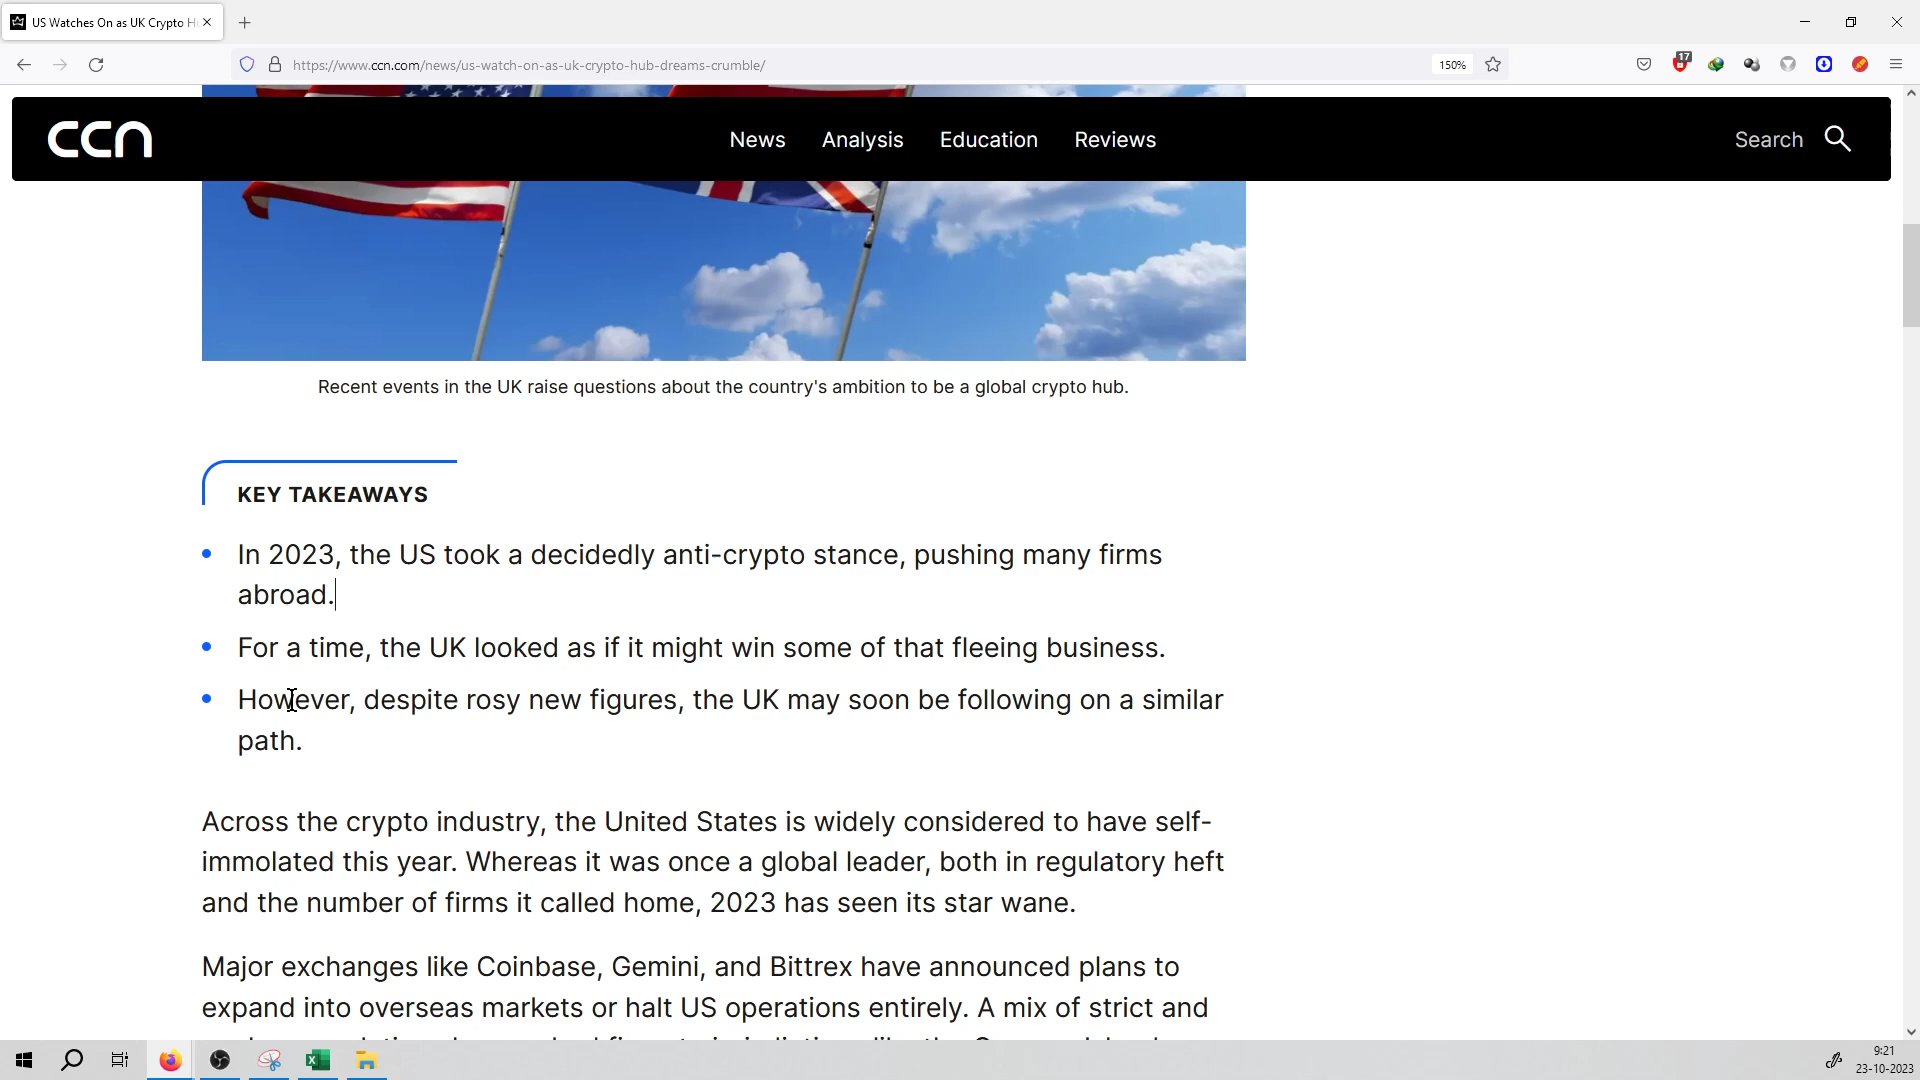 US Watches On as UK Crypto H
https://www.ccn.com/news/us-watch-on-as-uk-crypto-hub-dreams-crumble/
150%
17
ccn
News
Analysis
Education
Reviews
Search
Recent events in the UK raise questions about the country's ambition to be a global crypto hub.
KEY TAKEAWAYS
In 2023, the US took a decidedly anti-crypto stance, pushing many firms
abroad.
For a time, the UK looked as if it might win some of that fleeing business.
However, despite rosy new figures, the UK may soon be following on a similar
path.
Across the crypto industry, the United States is widely considered to have self-
immolated this year. Whereas it was once a global leader, both in regulatory heft
and the number of firms it called home, 2023 has seen its star wane.
Major exchanges like Coinbase, Gemini, and Bittrex have announced plans to
expand into overseas markets or halt US operations entirely. A mix of strict and
9:21
23-10-2023